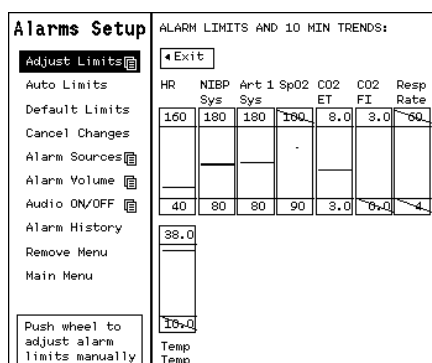 Alarms Setup
Adjust Limits
Auto Limits
Default Limits
Cancel Changes
Alarm Sources
Alarm Volume
Audio ON/OFF
Alarm History
Remove Menu
Main Menu
Push wheel to
adjust alarm
limits manually
ALARM LIMITS AND 10 MIN TRENDS:
Exit
HR NIBP Art 1 SpO2 CO2 CO2 Resp
Sys Sys ET FI Rate
160 180 180 100 8.0 3.0 60
40 80 80 90 3.0 0.0 4
38.0
10.0
Temp
Temp